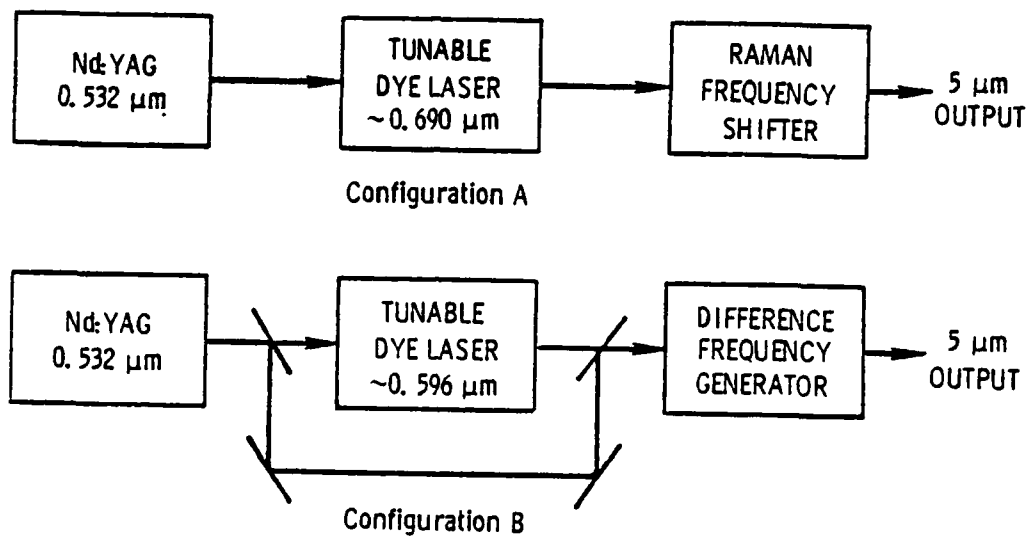 Nd:YAG
0.532 µm
TUNABLE
DYE LASER
~0.690 µm
RAMAN
FREQUENCY
SHIFTER
5 µm
OUTPUT
Configuration A
Nd:YAG
0.532 µm
TUNABLE
DYE LASER
~0.596 µm
DIFFERENCE
FREQUENCY
GENERATOR
5 µm
OUTPUT
Configuration B